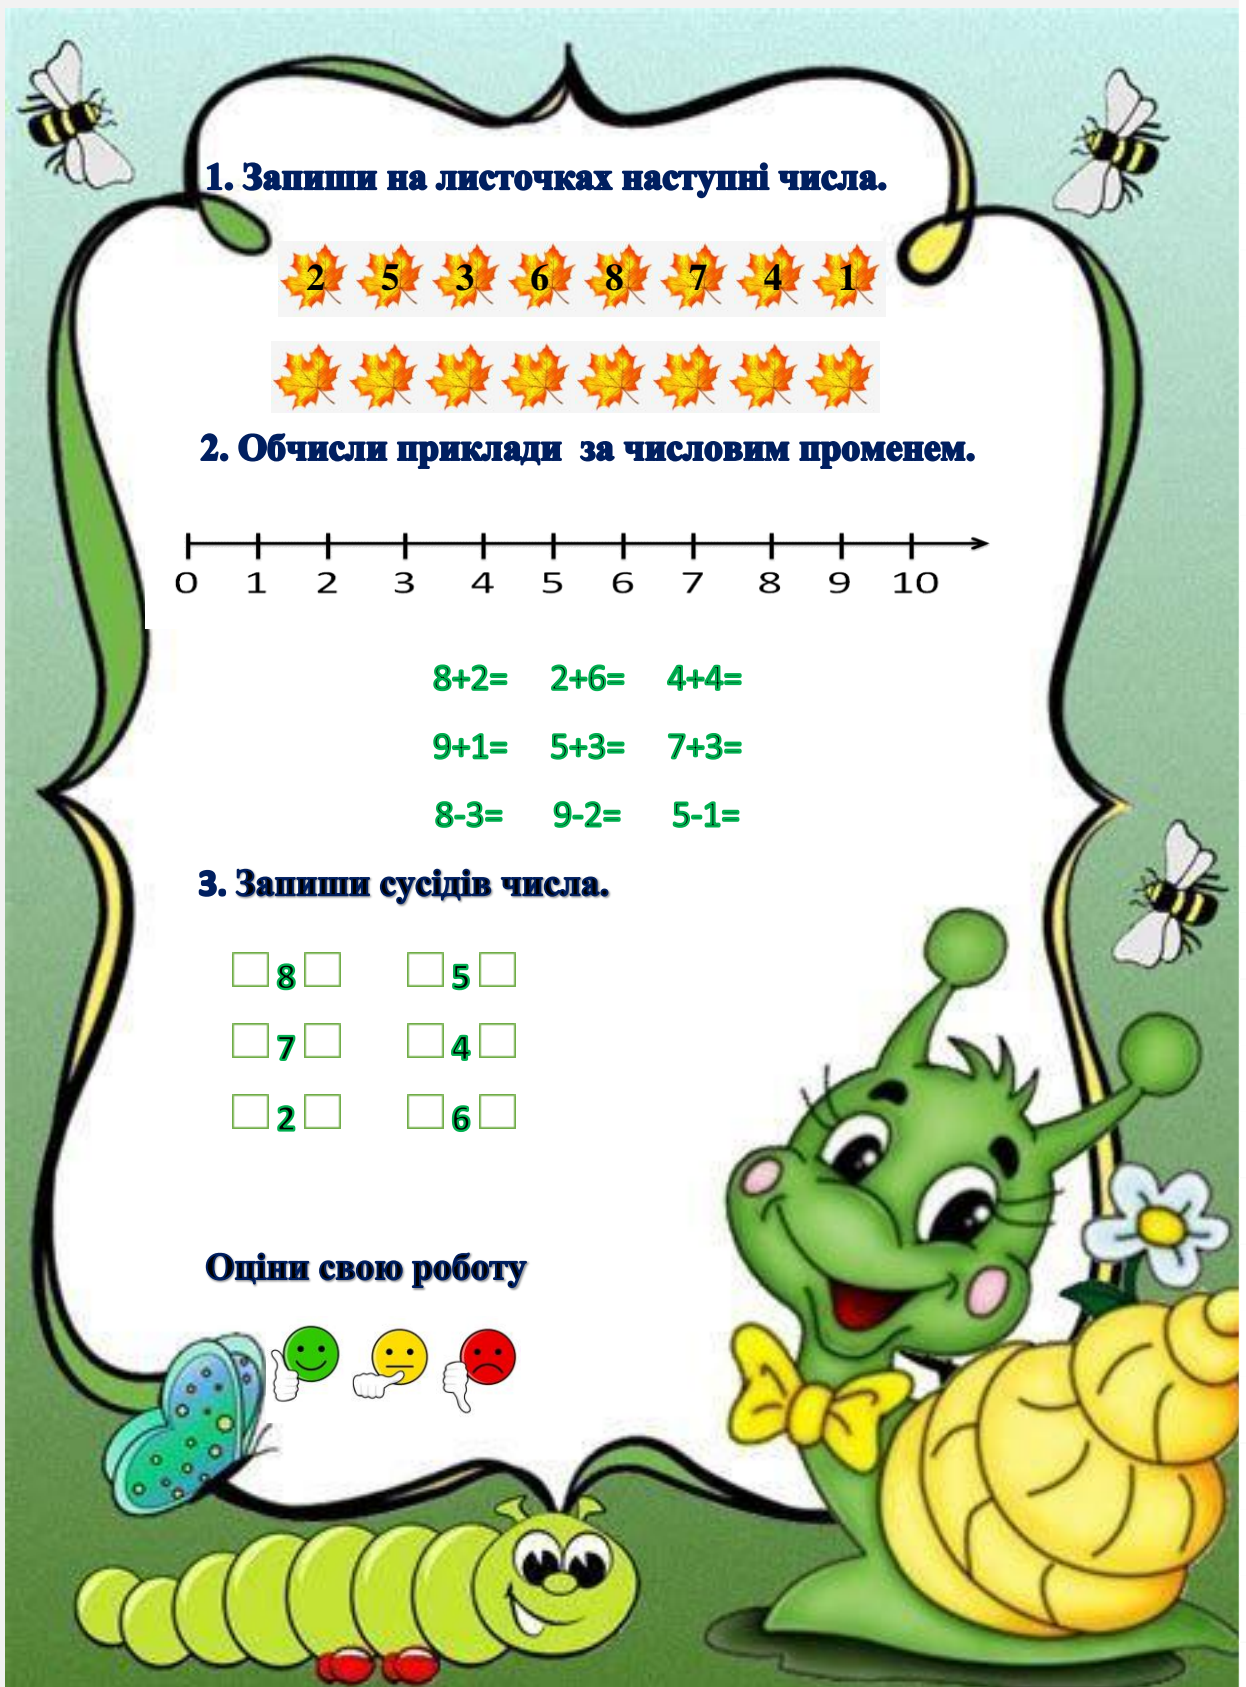 1. Запиши на листочках наступні числа.
2 5 3 6 8 7 4 1
2. Обчисли приклади за числовим променем.
0 1 2 3 4 5 6 7 8 9 10
8+2= 2+6= 4+4=
9+1= 5+3= 7+3=
8-3= 9-2= 5-1=
3. Запиши сусідів числа.
8 5
7 4
2 6
Оціни свою роботу